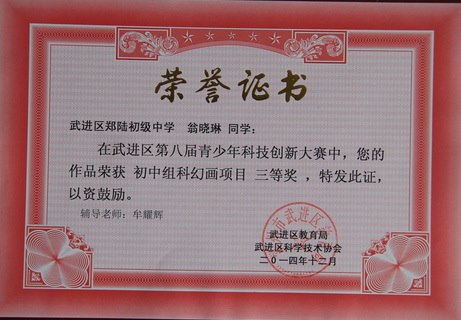 荣誉证书
武进区郑陆初级中学 翁晓琳 同学：
在武进区第八届青少年科技创新大赛中，您的
作品荣获 初中组科幻画项目 三等奖 ，特发此证，
以资鼓励。
辅导老师：牟耀辉
武进区教育局
武进区科学技术协会
二0一四年十二月